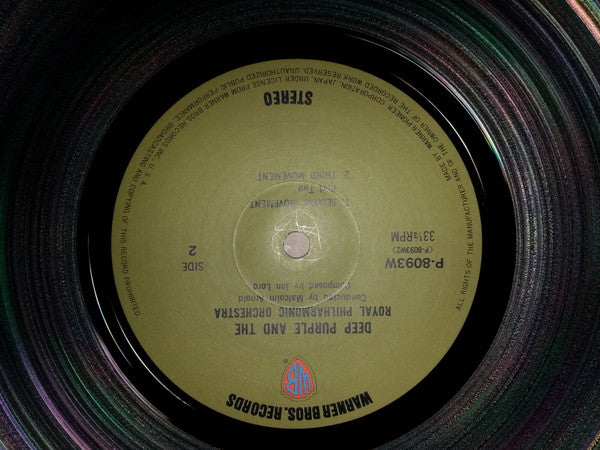 WARNER BROS. RECORDS
WB
®
DEEP PURPLE AND THE
ROYAL PHILHARMONIC ORCHESTRA
Conducted by Malcolm Arnold
Composed by Jon Lord
P-8093W
(P-8093W2)
33⅓RPM
SIDE
2
1. SECOND MOVEMENT
Part Two
2. THIRD MOVEMENT
STEREO
MADE BY WARNER-PIONEER CORPORATION, JAPAN, UNDER LICENSE FROM WARNER BROS. RECORDS INC., U.S.A.
ALL RIGHTS OF THE MANUFACTURER AND OF THE OWNER OF THE RECORDED WORK RESERVED. UNAUTHORIZED PUBLIC PERFORMANCE, BROADCASTING AND COPYING OF THIS RECORD PROHIBITED